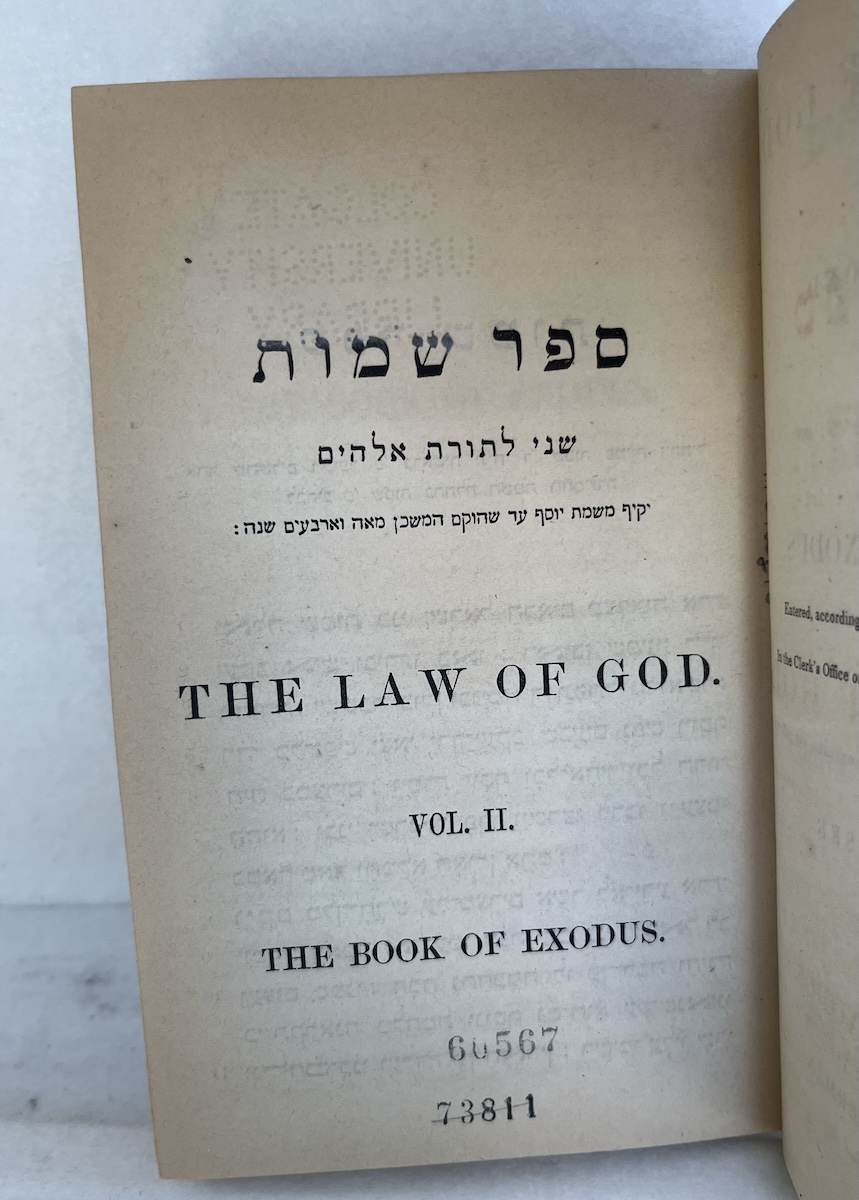 ספר שמות
שני לתורת אלהים
יקיף משמת יוסף עד שהוקם המשכן מאה וארבעים שנה:
THE LAW OF GOD.
VOL. II.
THE BOOK OF EXODUS.
60567
73811
Entered, according
In the Clerk's Office